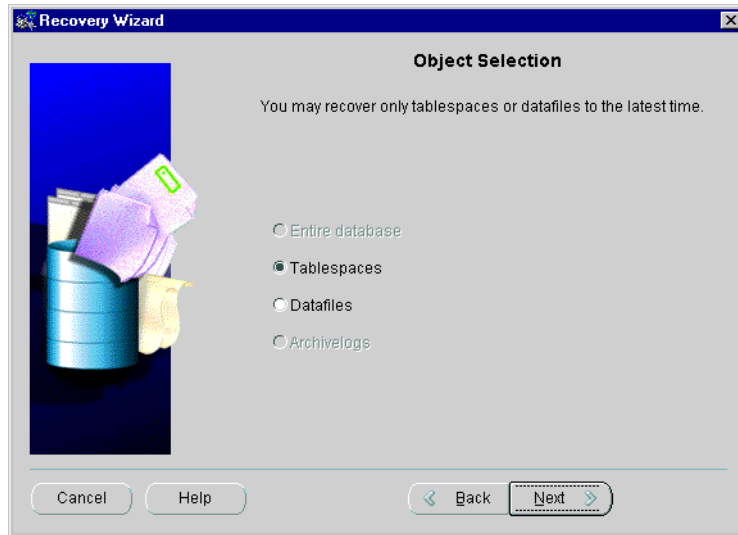 Recovery Wizard
Object Selection
You may recover only tablespaces or datafiles to the latest time.
Entire database
Tablespaces
Datafiles
Archivelogs
Cancel
Help
Back
Next